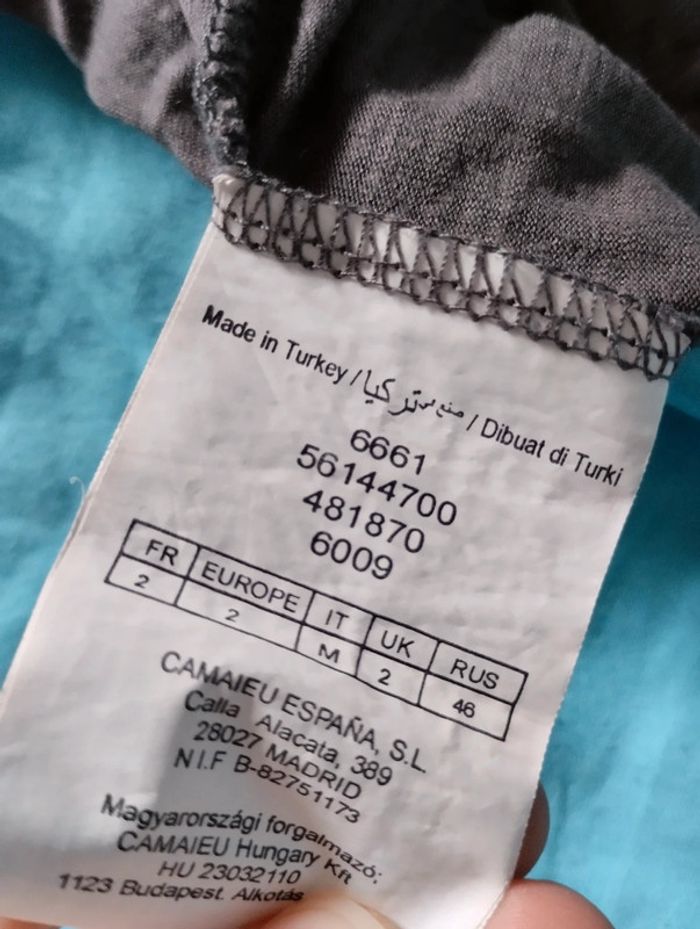 Made in Turkey / صنع في تركيا / Dibuat di Turki
6661
56144700
481870
6009
FR EUROPE IT UK RUS
2 2 M 2 46
CAMAIEU ESPAÑA, S.L.
Calla Alacata, 389
28027 MADRID
N.I.F B-82751173
Magyarországi forgalmazó:
CAMAIEU Hungary Kft
HU 23032110
1123 Budapest. Alkotás